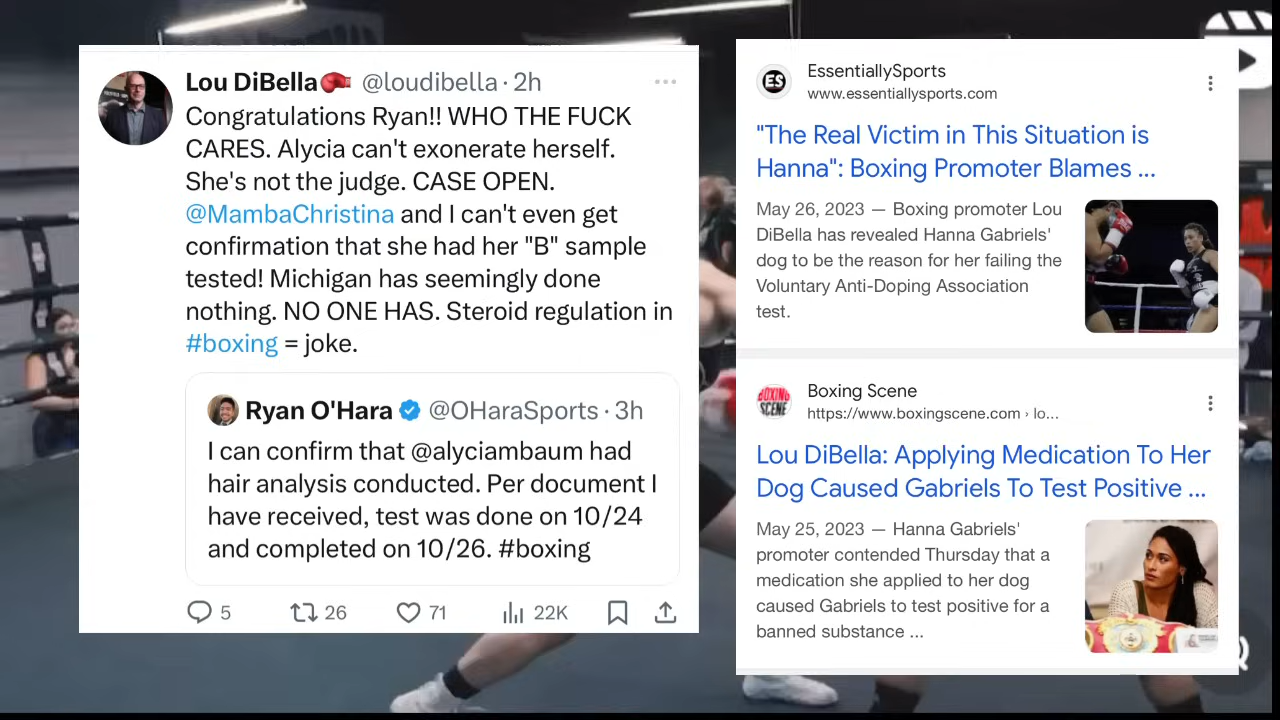 Lou DiBella🥊 @loudibella · 2h
Congratulations Ryan!! WHO THE FUCK
CARES. Alycia can't exonerate herself.
She's not the judge. CASE OPEN.
@MambaChristina and I can't even get
confirmation that she had her "B" sample
tested! Michigan has seemingly done
nothing. NO ONE HAS. Steroid regulation in
#boxing = joke.
Ryan O'Hara @OHaraSports · 3h
I can confirm that @alyciambaum had
hair analysis conducted. Per document I
have received, test was done on 10/24
and completed on 10/26. #boxing
5 26 71 22K
ES
EssentiallySports
www.essentiallysports.com
"The Real Victim in This Situation is
Hanna": Boxing Promoter Blames ...
May 26, 2023 — Boxing promoter Lou
DiBella has revealed Hanna Gabriels'
dog to be the reason for her failing the
Voluntary Anti-Doping Association
test.
BOXING
SCENE
Boxing Scene
https://www.boxingscene.com › lo...
Lou DiBella: Applying Medication To Her
Dog Caused Gabriels To Test Positive ...
May 25, 2023 — Hanna Gabriels'
promoter contended Thursday that a
medication she applied to her dog
caused Gabriels to test positive for a
banned substance ...